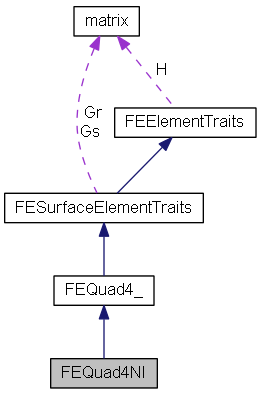 matrix
H
Gr
Gs
FEElementTraits
FESurfaceElementTraits
FEQuad4_
FEQuad4NI